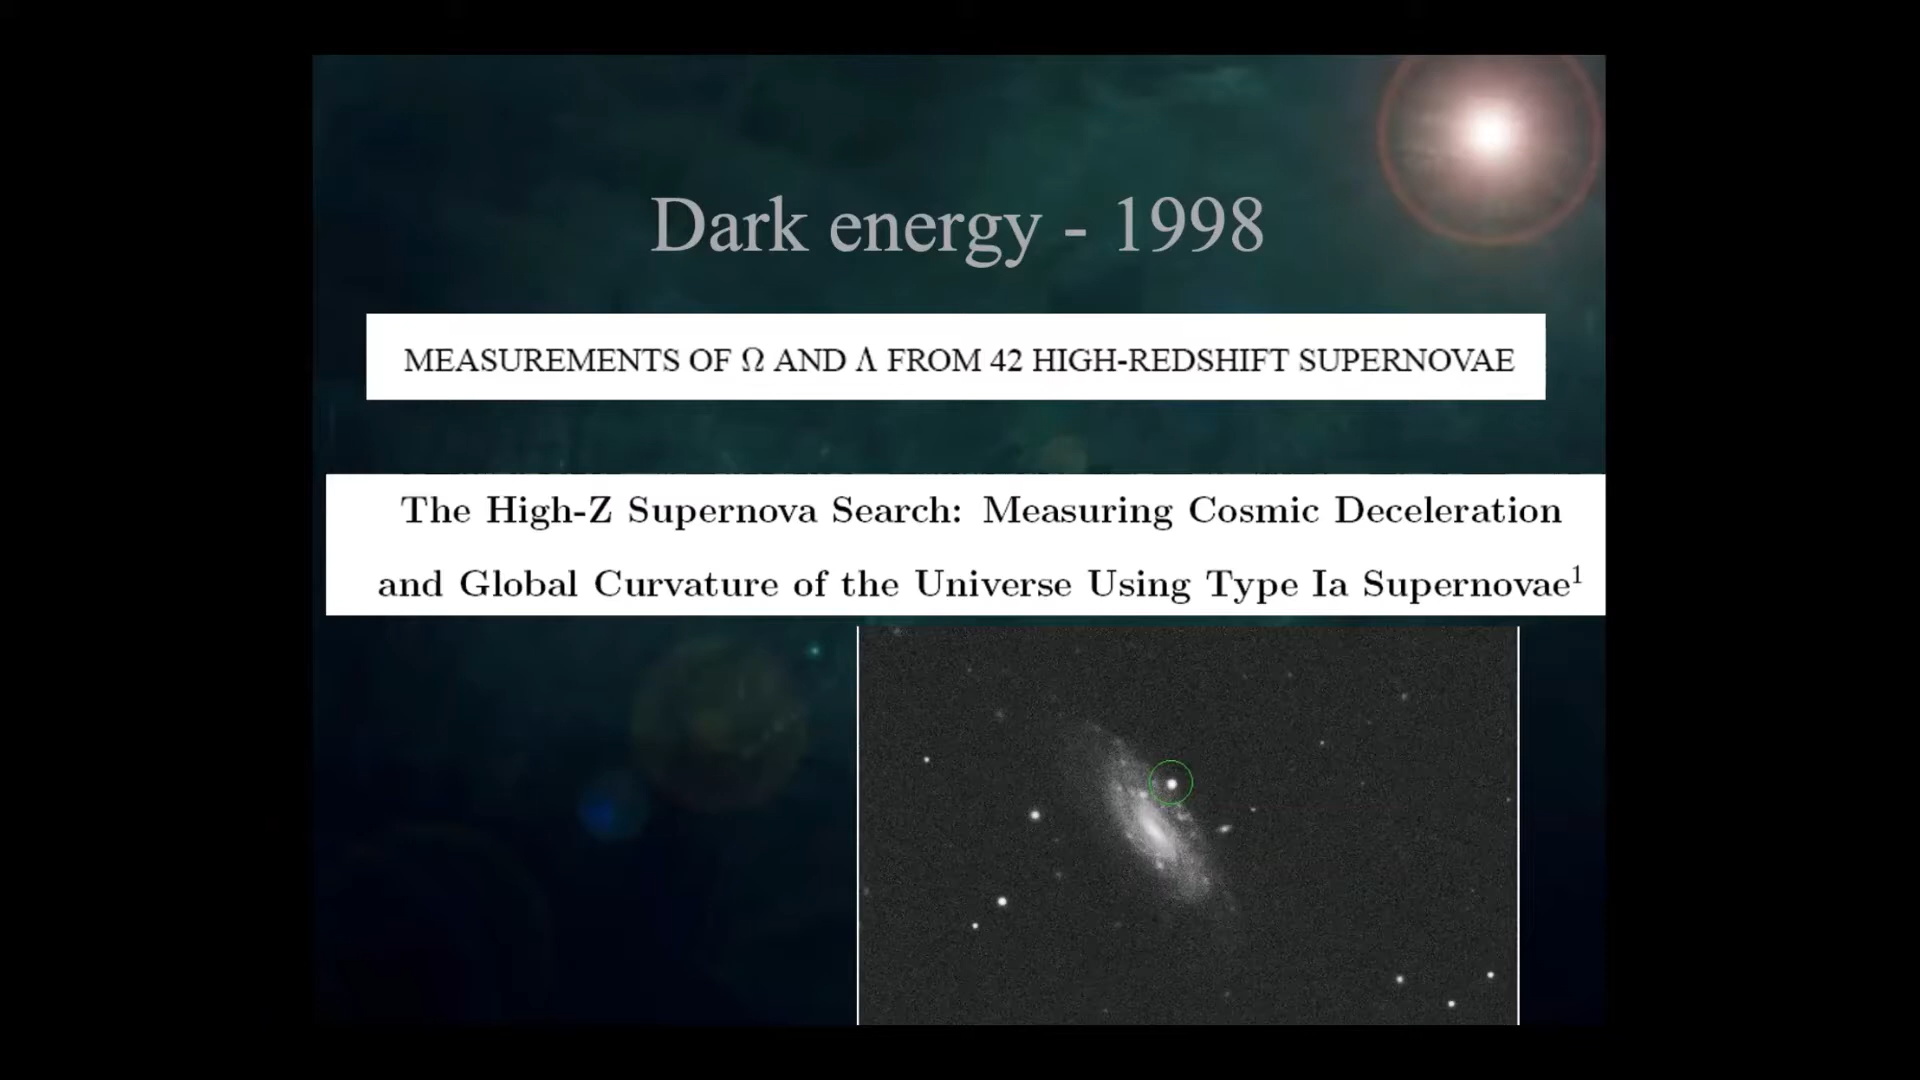 Dark energy - 1998
MEASUREMENTS OF Ω AND Λ FROM 42 HIGH-REDSHIFT SUPERNOVAE
The High-Z Supernova Search: Measuring Cosmic Deceleration
and Global Curvature of the Universe Using Type Ia Supernovae¹